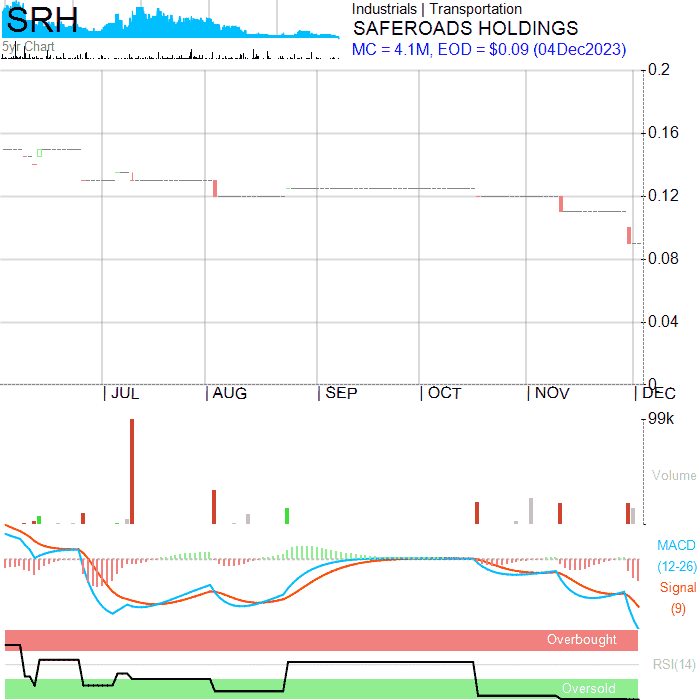 SRH
5yr Chart
Industrials | Transportation
SAFEROADS HOLDINGS
MC = 4.1M, EOD = $0.09 (04Dec2023)
0.2
0.16
0.12
0.08
0.04
0
JUL
AUG
SEP
OCT
NOV
DEC
99k
Volume
MACD
(12-26)
Signal
(9)
Overbought
RSI(14)
Oversold